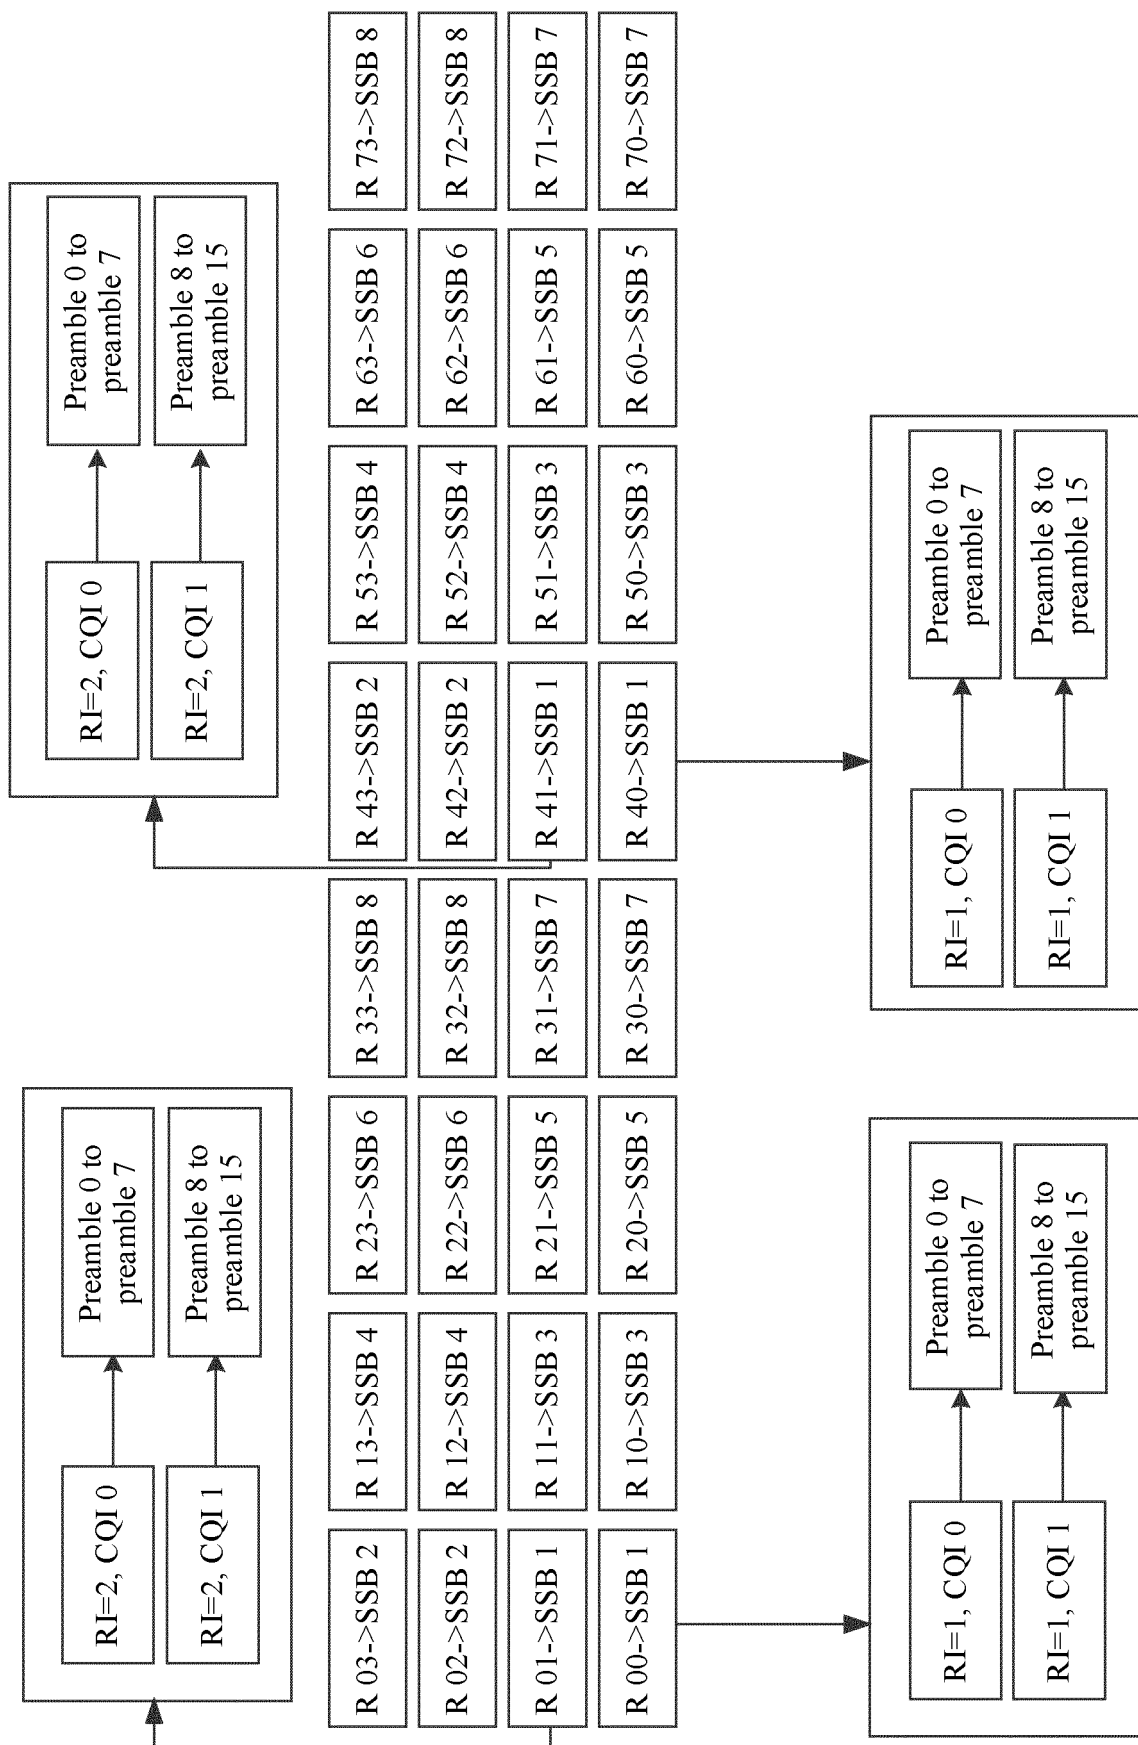 RI=2, CQI 0
Preamble 0 to
preamble 7
RI=2, CQI 1
Preamble 8 to
preamble 15
RI=2, CQI 0
Preamble 0 to
preamble 7
RI=2, CQI 1
Preamble 8 to
preamble 15
R 03->SSB 2
R 13->SSB 4
R 23->SSB 6
R 33->SSB 8
R 43->SSB 2
R 53->SSB 4
R 63->SSB 6
R 73->SSB 8
R 02->SSB 2
R 12->SSB 4
R 22->SSB 6
R 32->SSB 8
R 42->SSB 2
R 52->SSB 4
R 62->SSB 6
R 72->SSB 8
R 01->SSB 1
R 11->SSB 3
R 21->SSB 5
R 31->SSB 7
R 41->SSB 1
R 51->SSB 3
R 61->SSB 5
R 71->SSB 7
R 00->SSB 1
R 10->SSB 3
R 20->SSB 5
R 30->SSB 7
R 40->SSB 1
R 50->SSB 3
R 60->SSB 5
R 70->SSB 7
RI=1, CQI 0
Preamble 0 to
preamble 7
RI=1, CQI 1
Preamble 8 to
preamble 15
RI=1, CQI 0
Preamble 0 to
preamble 7
RI=1, CQI 1
Preamble 8 to
preamble 15